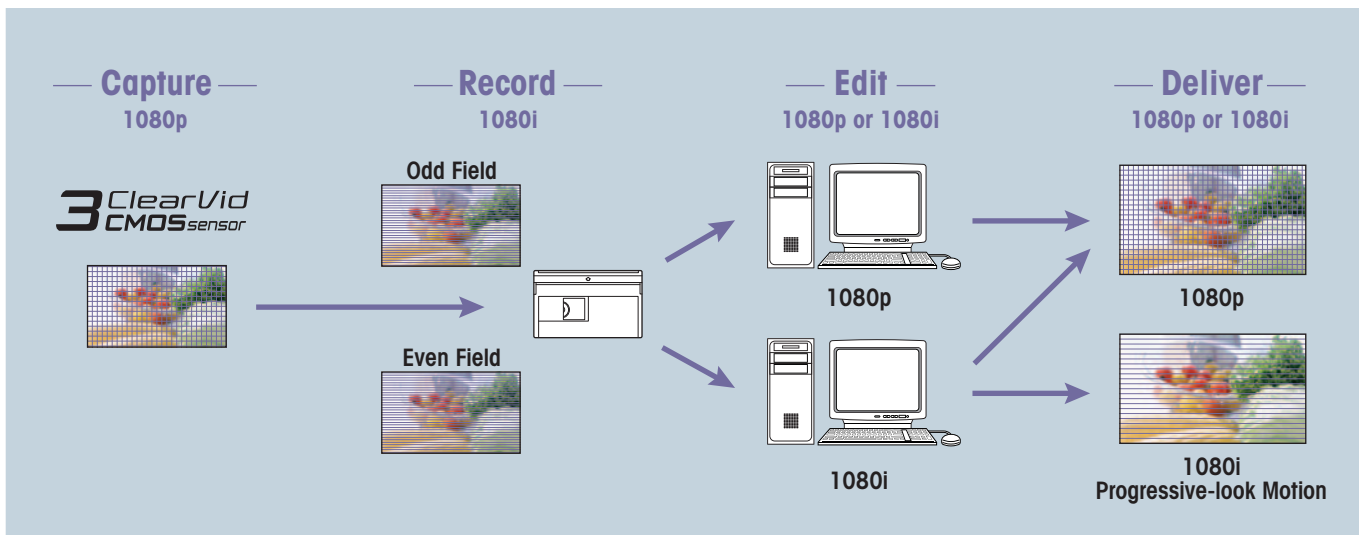 Capture
1080p
Record
1080i
Edit
1080p or 1080i
Deliver
1080p or 1080i
3 ClearVid
CMOS sensor
Odd Field
Even Field
1080p
1080i
1080p
1080i
Progressive-look Motion